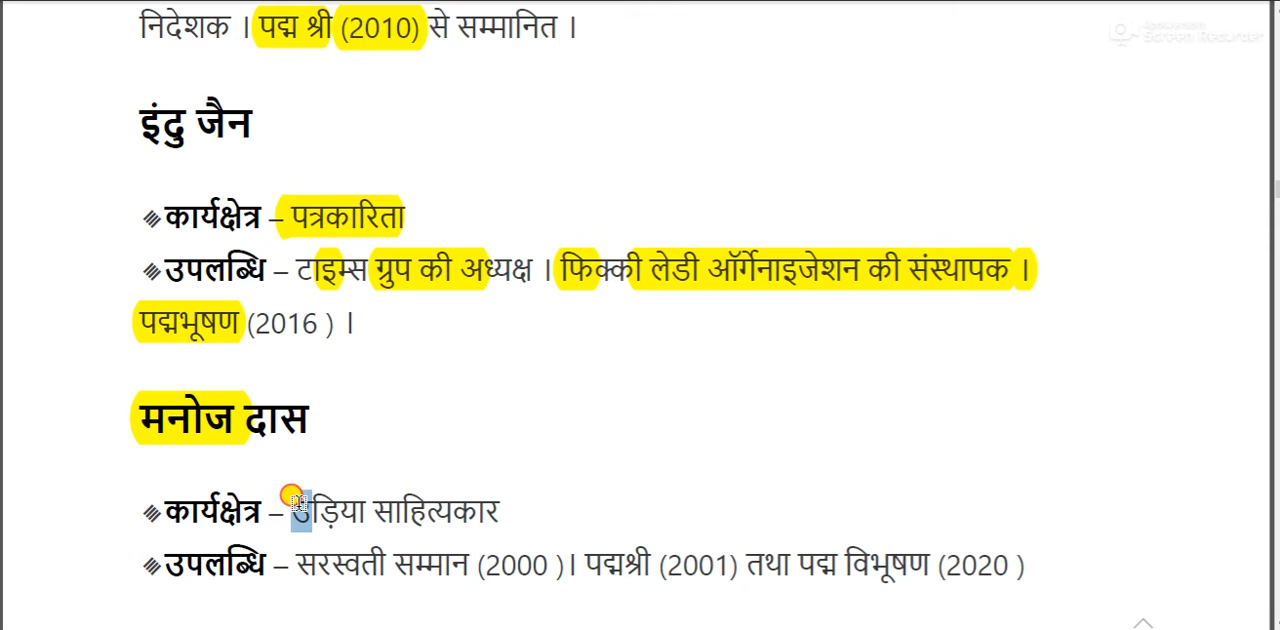 निदेशक । पद्म श्री (2010) से सम्मानित ।
इंदु जैन
कार्यक्षेत्र – पत्रकारिता
उपलब्धि – टाइम्स ग्रुप की अध्यक्ष । फिक्की लेडी ऑर्गेनाइजेशन की संस्थापक ।
पद्मभूषण (2016 ) ।
मनोज दास
कार्यक्षेत्र – उड़िया साहित्यकार
उपलब्धि – सरस्वती सम्मान (2000 )। पद्मश्री (2001) तथा पद्म विभूषण (2020 )